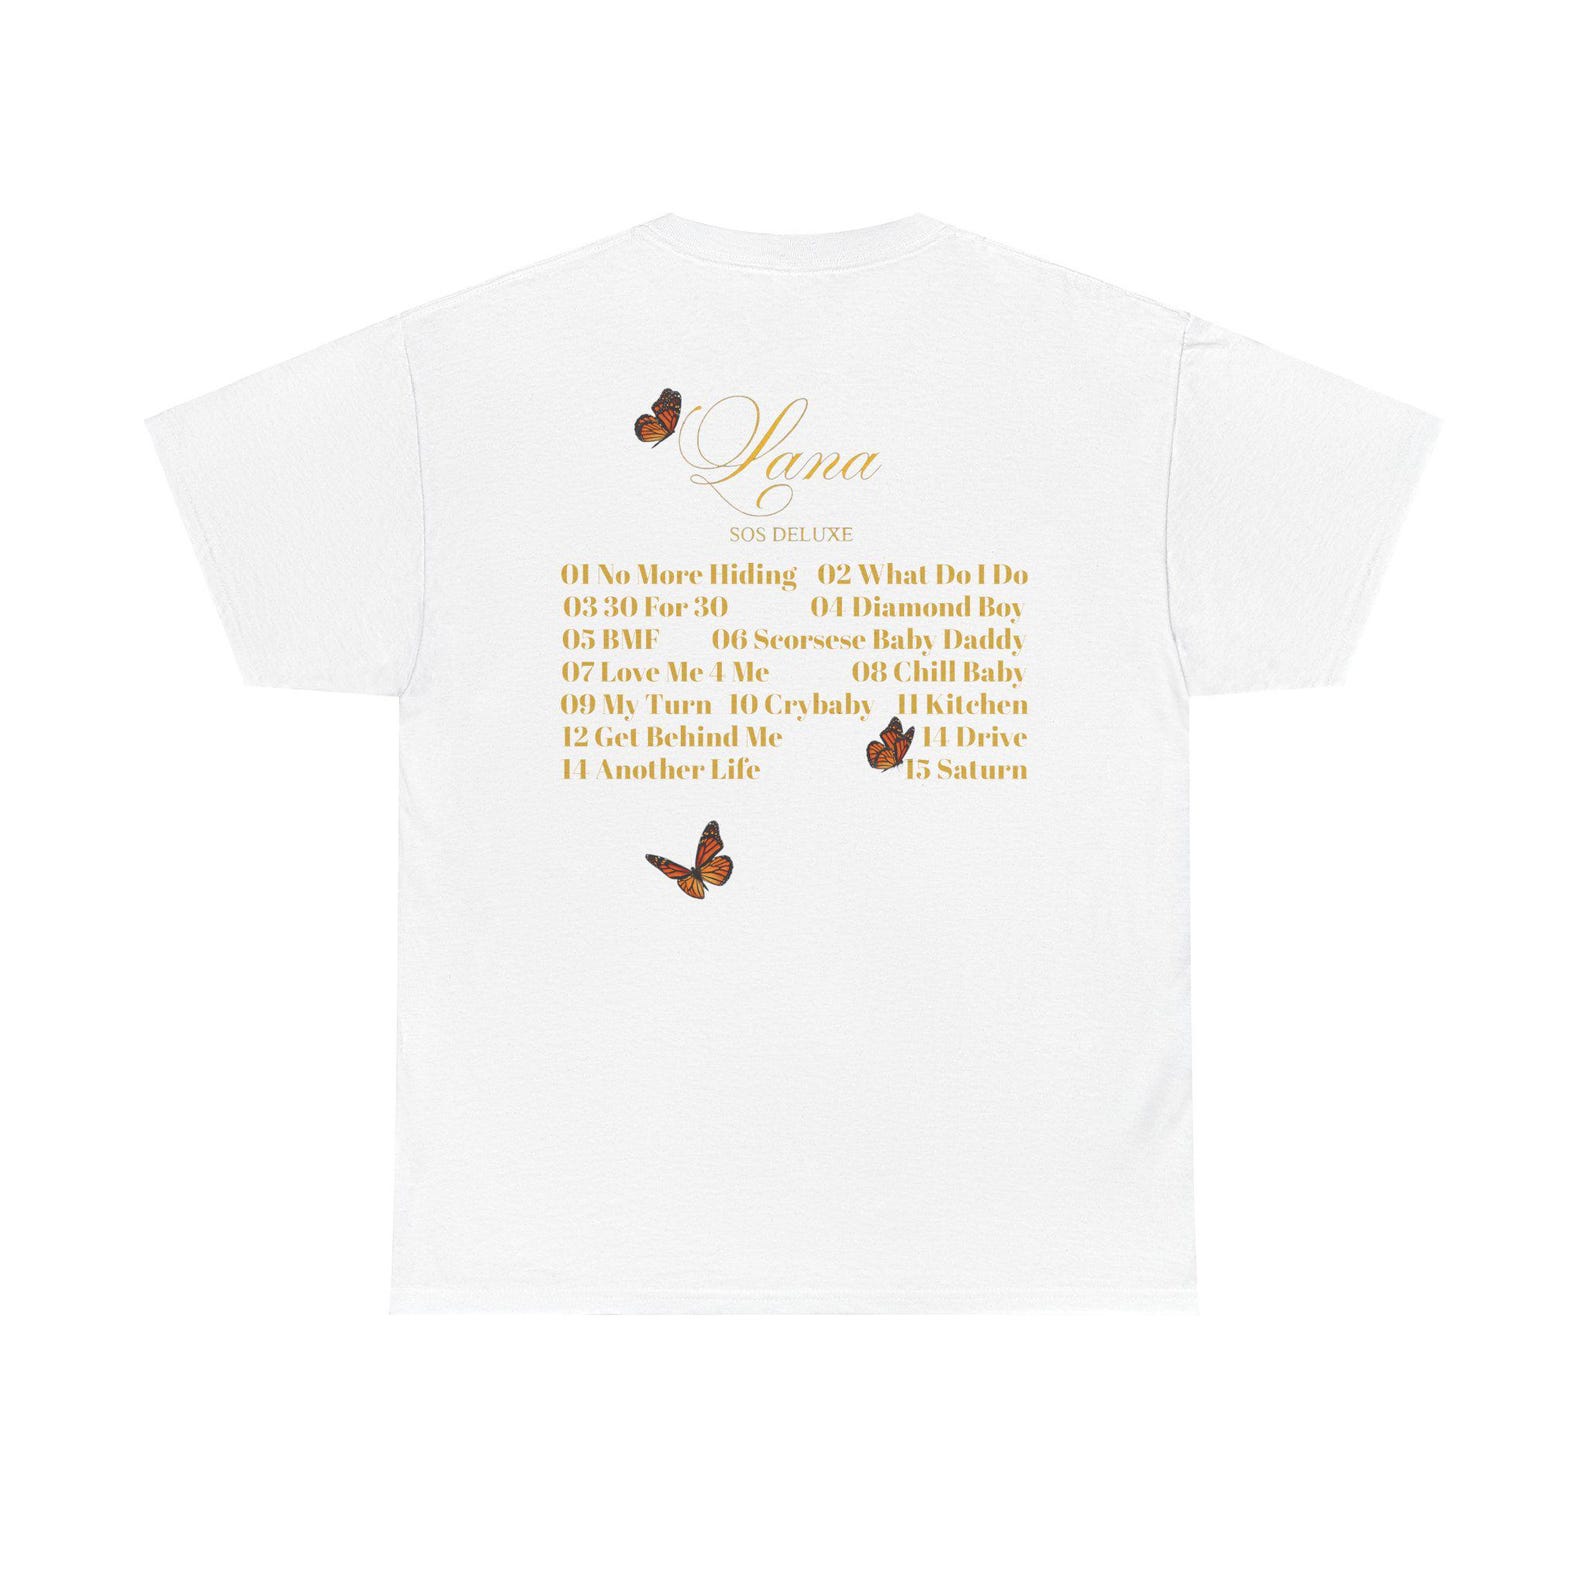 Lana
SOS DELUXE
01 No More Hiding 02 What Do I Do
03 30 For 30 04 Diamond Boy
05 BMF 06 Scorsese Baby Daddy
07 Love Me 4 Me 08 Chill Baby
09 My Turn 10 Crybaby 11 Kitchen
12 Get Behind Me 14 Drive
14 Another Life 15 Saturn